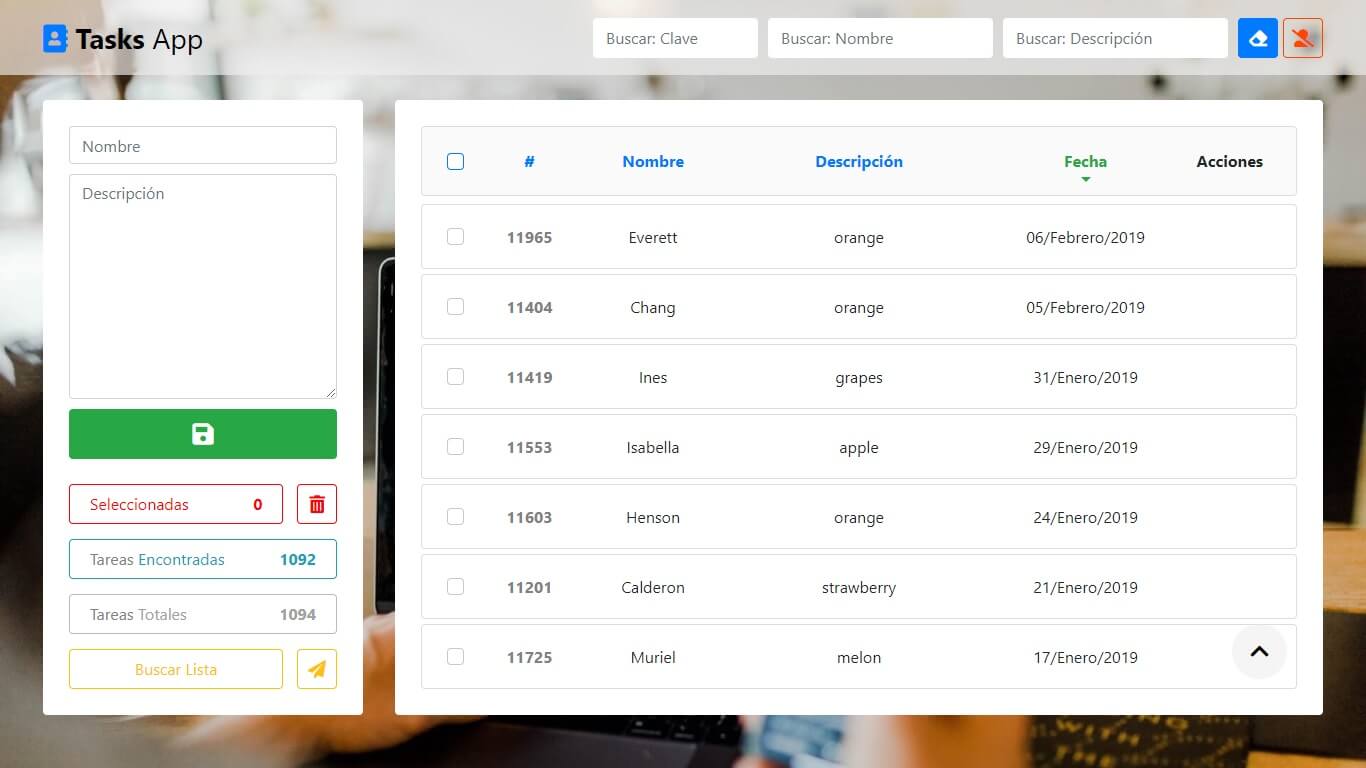 Tasks App
Buscar: Clave
Buscar: Nombre
Buscar: Descripción
Nombre
Descripción
Seleccionadas 0
Tareas Encontradas 1092
Tareas Totales 1094
Buscar Lista
# Nombre Descripción Fecha Acciones
11965 Everett orange 06/Febrero/2019
11404 Chang orange 05/Febrero/2019
11419 Ines grapes 31/Enero/2019
11553 Isabella apple 29/Enero/2019
11603 Henson orange 24/Enero/2019
11201 Calderon strawberry 21/Enero/2019
11725 Muriel melon 17/Enero/2019
WITH
THE